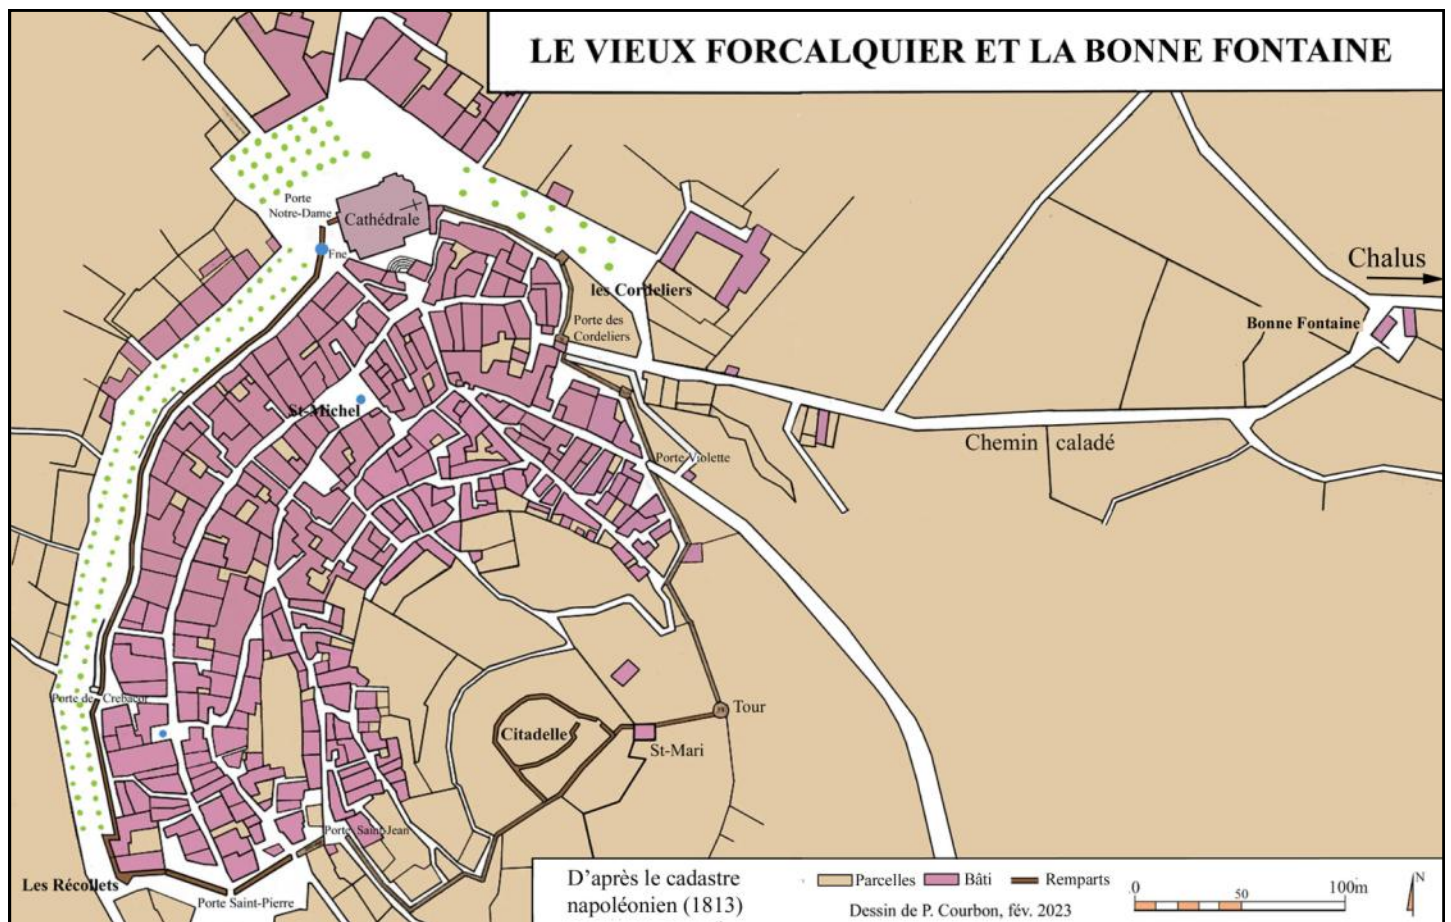 LE VIEUX FORCALQUIER ET LA BONNE FONTAINE
Porte
Notre-Dame
Cathédrale
Fne
Chalus
les Cordeliers
Porte des
Cordeliers
Bonne Fontaine
St-Michel
Chemin caladé
Porte Violette
Porte de Crebacor
Tour
Citadelle
St-Mari
Porte Saint-Jean
Les Récollets
Porte Saint-Pierre
D'après le cadastre
napoléonien (1813)
Parcelles
Bâti
Remparts
Dessin de P. Courbon, fév. 2023
0
50
100m
N